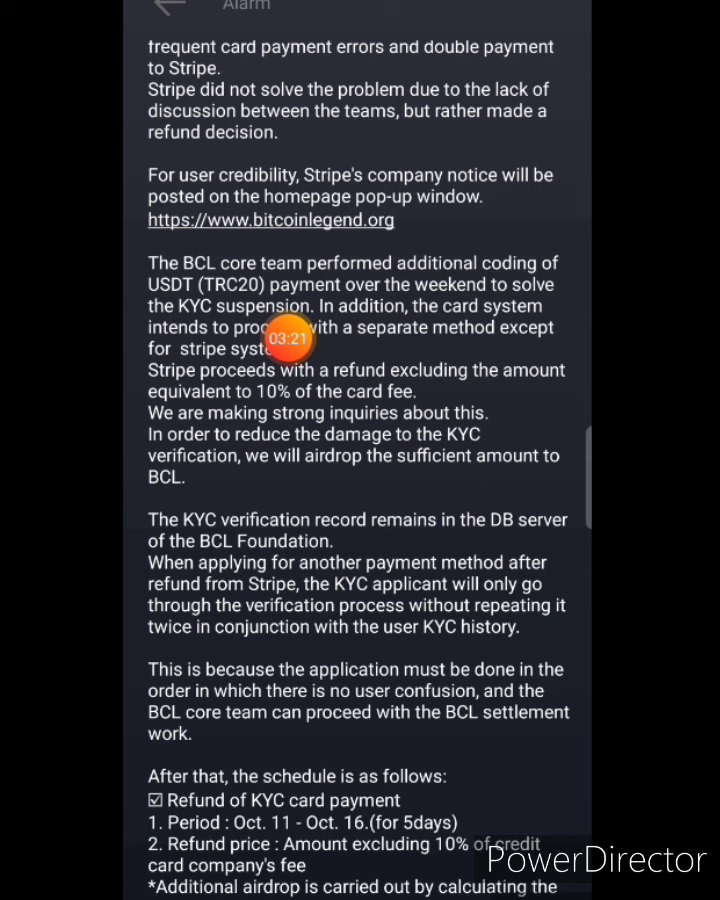 Alarm
frequent card payment errors and double payment
to Stripe.
Stripe did not solve the problem due to the lack of
discussion between the teams, but rather made a
refund decision.
For user credibility, Stripe's company notice will be
posted on the homepage pop-up window.
https://www.bitcoinlegend.org
The BCL core team performed additional coding of
USDT (TRC20) payment over the weekend to solve
the KYC suspension. In addition, the card system
intends to with a separate method except
for stripe
03:21
Stripe proceeds with a refund excluding the amount
equivalent to 10% of the card fee.
We are making strong inquiries about this.
In order to reduce the damage to the KYC
verification, we will airdrop the sufficient amount to
BCL.
The KYC verification record remains in the DB server
of the BCL Foundation.
When applying for another payment method after
refund from Stripe, the KYC applicant will only go
through the verification process without repeating it
twice in conjunction with the user KYC history.
This is because the application must be done in the
order in which there is no user confusion, and the
BCL core team can proceed with the BCL settlement
work.
After that, the schedule is as follows:
☑ Refund of KYC card payment
1. Period : Oct. 11 - Oct. 16.(for 5days)
2. Refund price : Amount excluding 10% of credit
card company's fee
*Additional airdrop is carried out by calculating the
PowerDirector